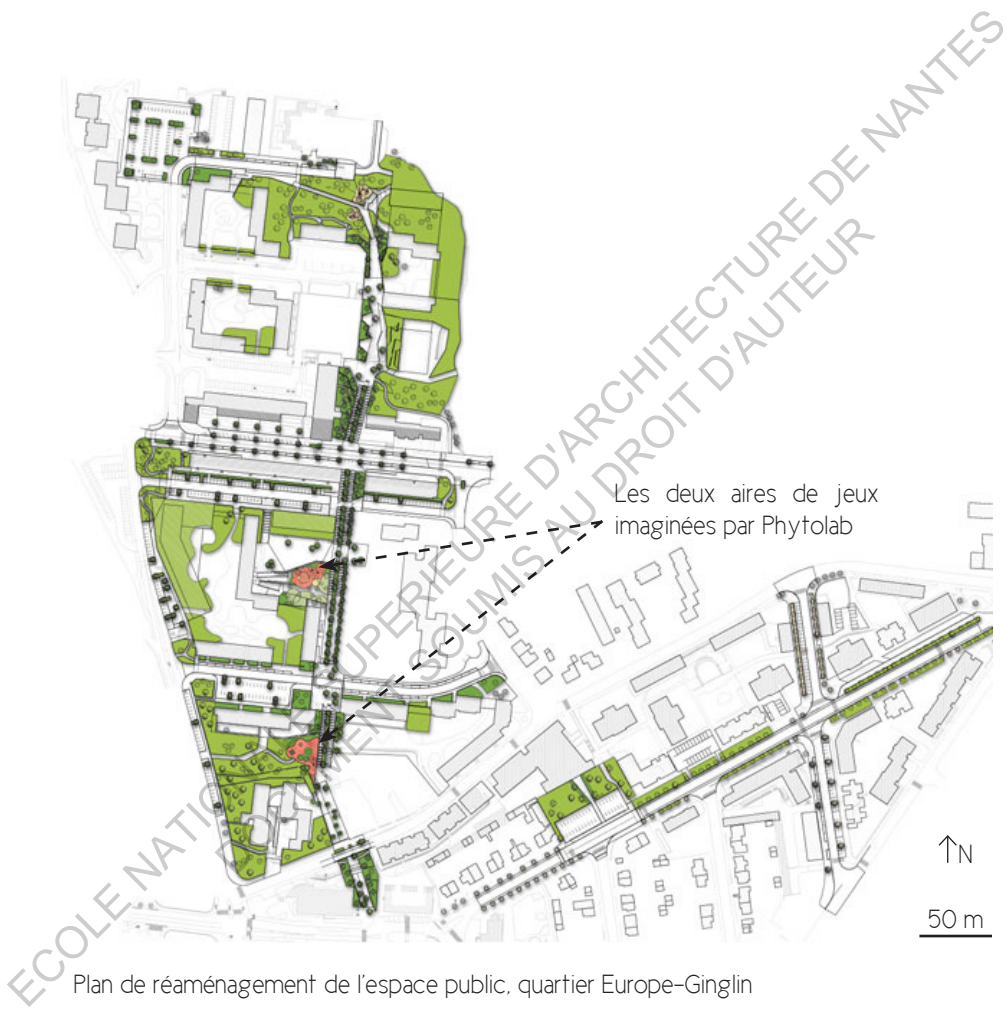 ECOLE NATIONALE SUPERIEURE D'ARCHITECTURE DE NANTES
DOCUMENT SOUMIS AU DROIT D'AUTEUR
Les deux aires de jeux
imaginées par Phytolab
↑N
50 m
Plan de réaménagement de l'espace public, quartier Europe-Ginglin